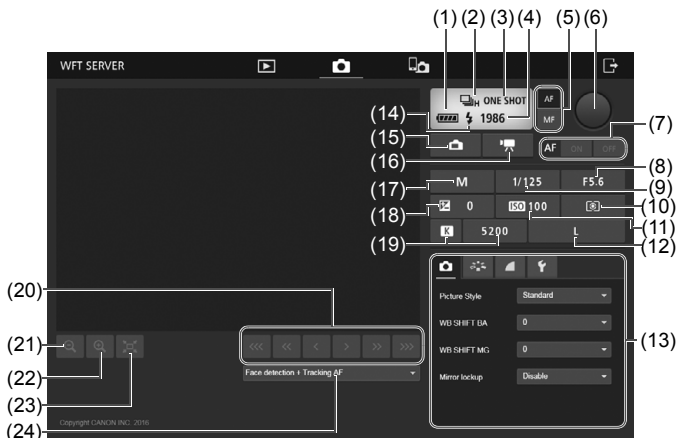 (1) (2) (3) (4) (5) (6)
WFT SERVER
ONE SHOT
H
AF
1986
MF
(14)
(15)
(16)
(7)
AF ON OFF
(8)
(17)
M 1/125 F5.6
(9)
(10)
(18)
0 ISO 100
(11)
(19)
K 5200 L
(12)
(20)
Picture Style Standard
WB SHIFT BA 0
(13)
(21)
WB SHIFT MG 0
(22)
Face detection + Tracking AF
Mirror lockup Disable
(23)
Copyright CANON INC. 2016
(24)